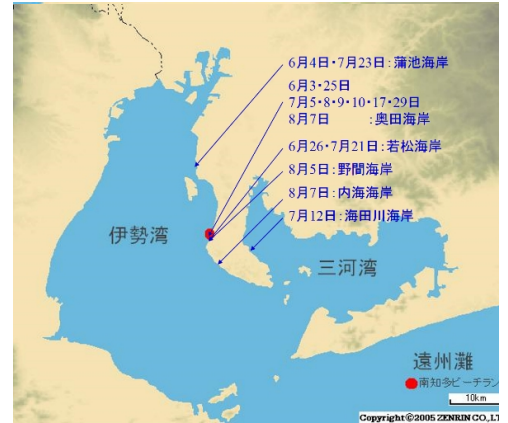 6月4日・7月23日：蒲池海岸
6月3・25日
7月5・8・9・10・17・29日
8月7日　　　：奥田海岸
6月26・7月21日：若松海岸
8月5日：野間海岸
8月7日：内海海岸
7月12日：海田川海岸
伊勢湾
三河湾
遠州灘
南知多ビーチラン
10km
Copyright©2005 ZENRIN CO.,LT